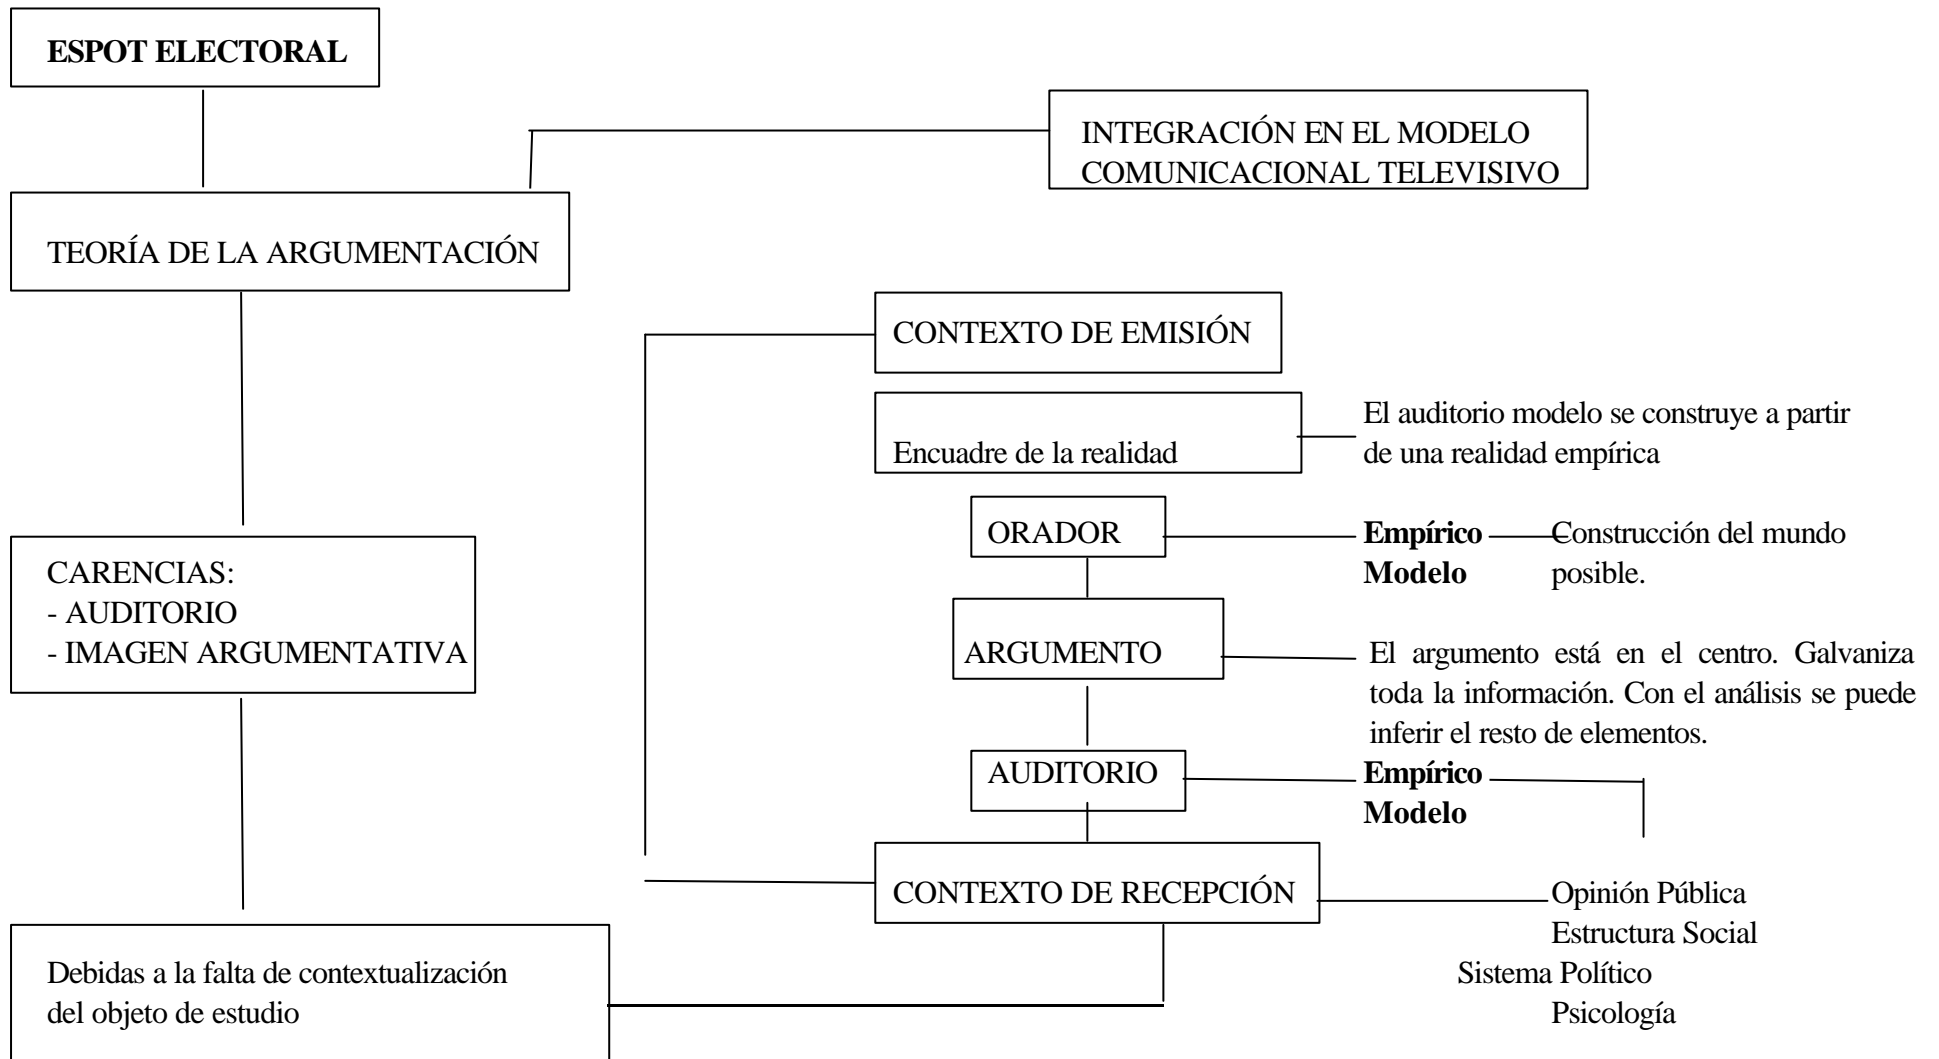 ESPOT ELECTORAL
INTEGRACIÓN EN EL MODELO
COMUNICACIONAL TELEVISIVO
TEORÍA DE LA ARGUMENTACIÓN
CONTEXTO DE EMISIÓN
Encuadre de la realidad
El auditorio modelo se construye a partir
de una realidad empírica
ORADOR
Empírico
Modelo
Construcción del mundo
posible.
CARENCIAS:
- AUDITORIO
- IMAGEN ARGUMENTATIVA
ARGUMENTO
El argumento está en el centro. Galvaniza
toda la información. Con el análisis se puede
inferir el resto de elementos.
AUDITORIO
Empírico
Modelo
CONTEXTO DE RECEPCIÓN
Opinión Pública
Estructura Social
Sistema Político
Psicología
Debidas a la falta de contextualización
del objeto de estudio